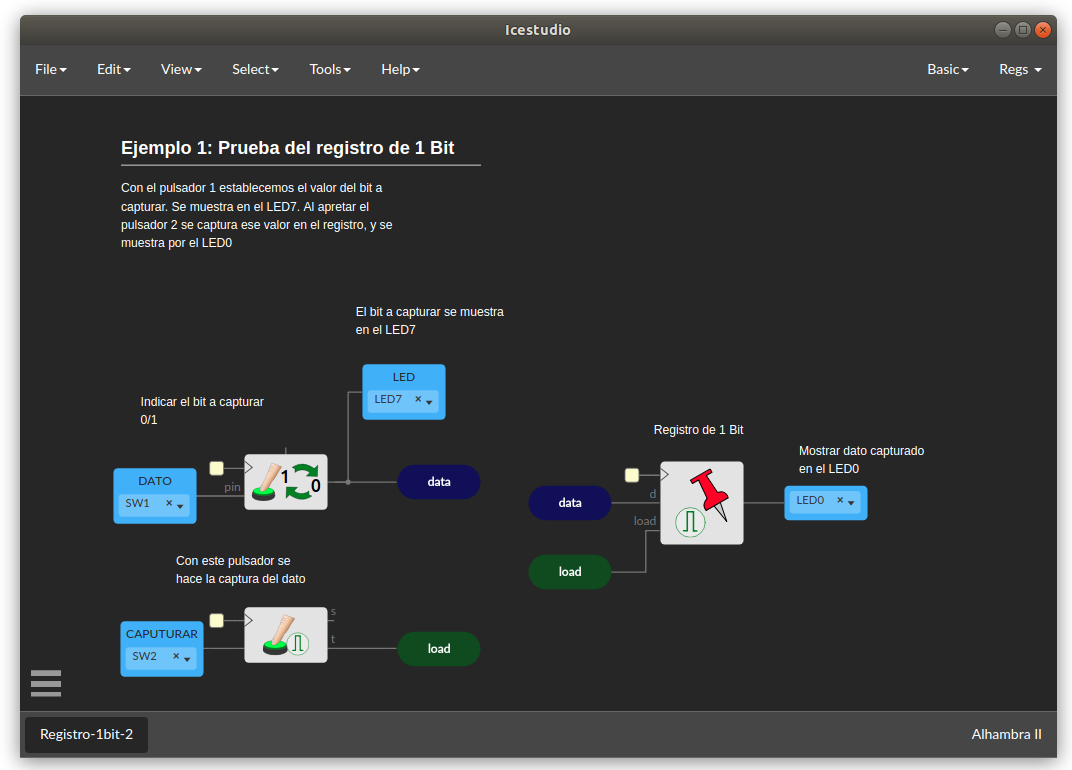 Icestudio
File Edit View Select Tools Help Basic Regs
Ejemplo 1: Prueba del registro de 1 Bit
Con el pulsador 1 establecemos el valor del bit a
capturar. Se muestra en el LED7. Al apretar el
pulsador 2 se captura ese valor en el registro, y se
muestra por el LED0
El bit a capturar se muestra
en el LED7
LED
LED7 ×
Indicar el bit a capturar
0/1
DATO
SW1 ×
pin
1
0
data
Registro de 1 Bit
Mostrar dato capturado
en el LED0
data
d
load
load
LED0 ×
Con este pulsador se
hace la captura del dato
CAPUTURAR
SW2 ×
s
t
load
Registro-1bit-2
Alhambra II